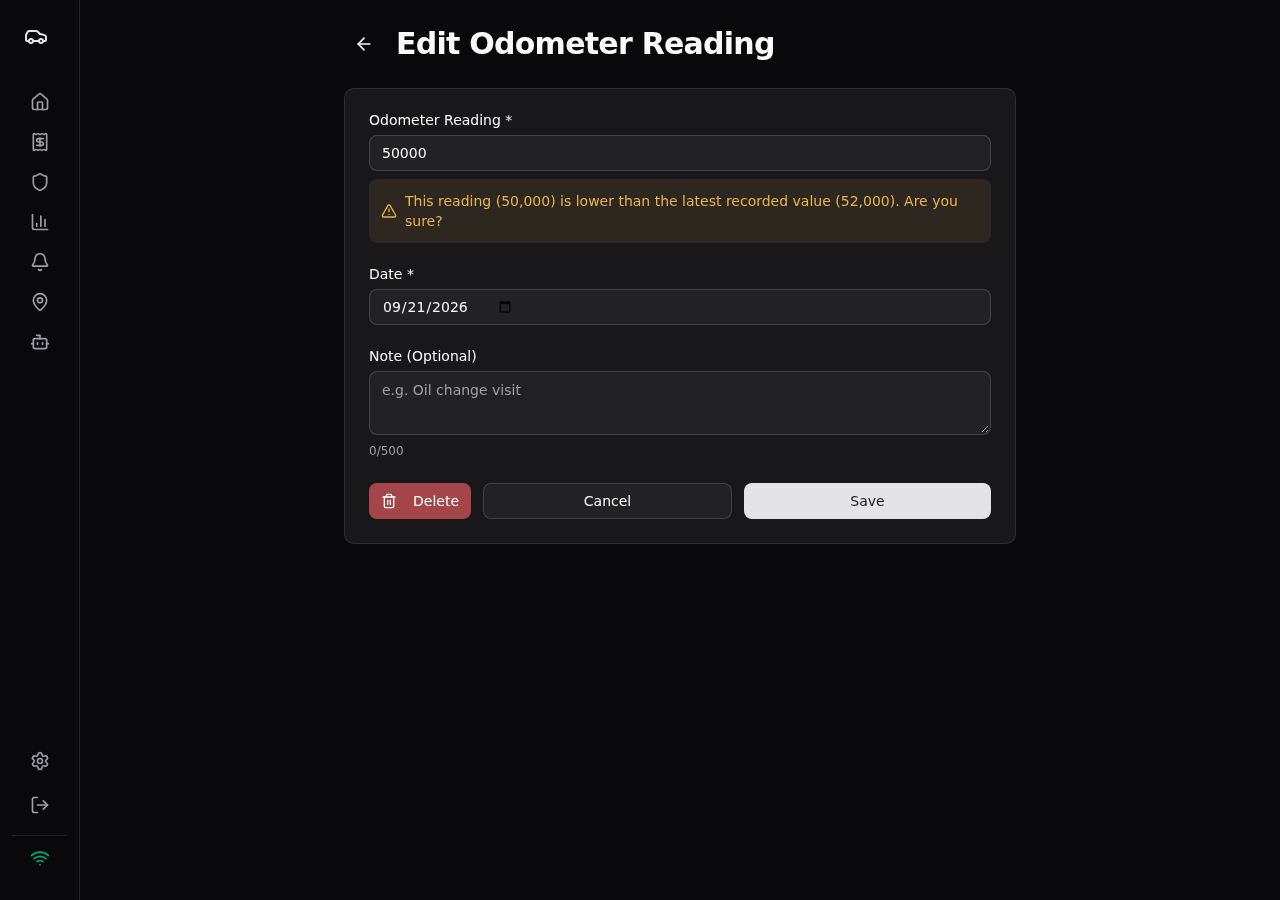 Edit Odometer Reading
Odometer Reading *
50000
This reading (50,000) is lower than the latest recorded value (52,000). Are you
sure?
Date *
09/21/2026
Note (Optional)
e.g. Oil change visit
0/500
Delete
Cancel
Save